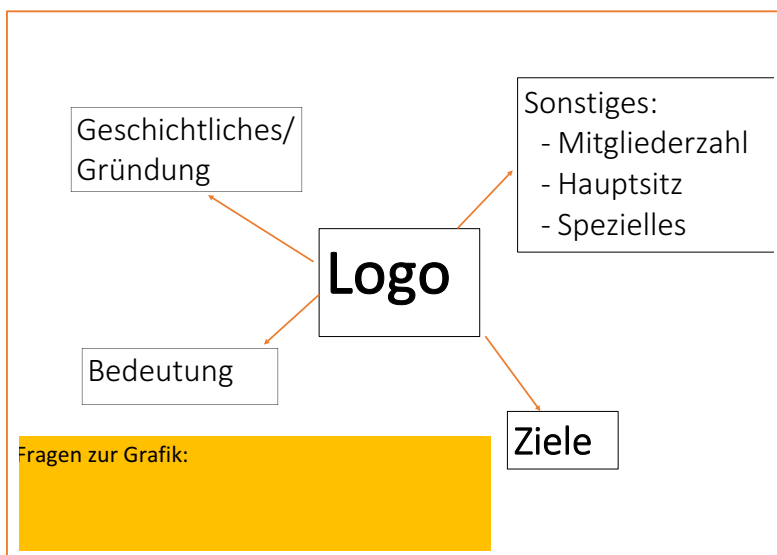 Geschichtliches/
Gründung
Sonstiges:
- Mitgliederzahl
- Hauptsitz
- Spezielles
Logo
Bedeutung
Ziele
Fragen zur Grafik: